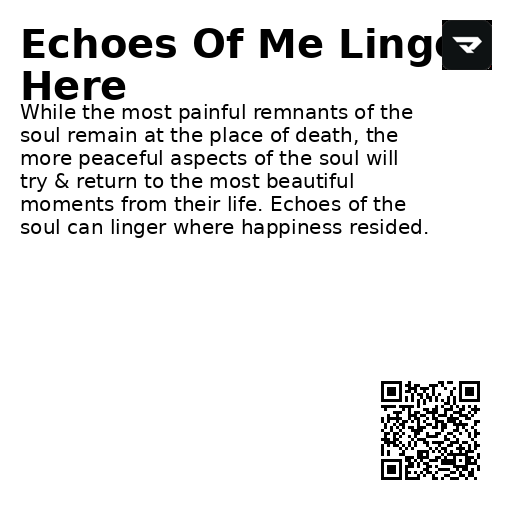 Echoes Of Me
Here
While the most painful remnants of the
soul remain at the place of death, the
more peaceful aspects of the soul will
try & return to the most beautiful
moments from their life. Echoes of the
soul can linger where happiness resided.